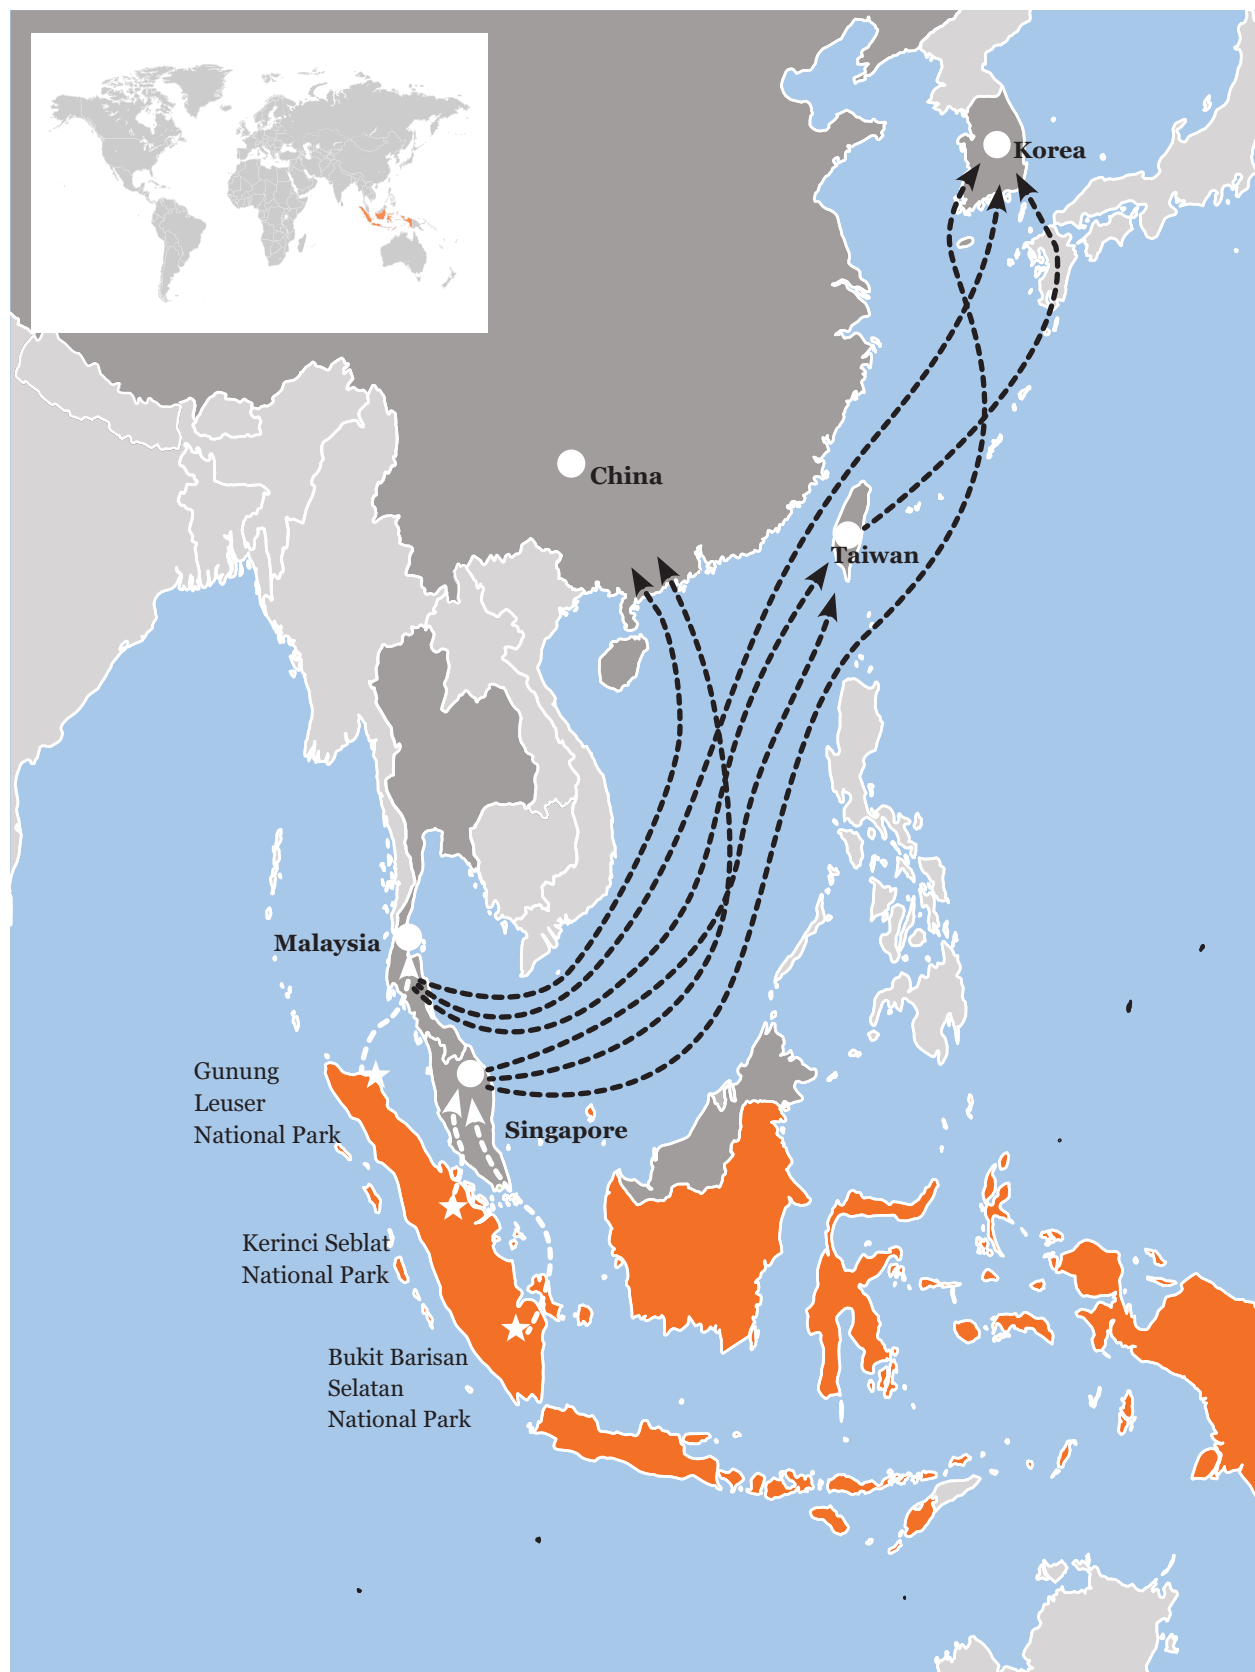 Korea
China
Taiwan
Malaysia
Gunung
Leuser
National Park
Singapore
Kerinci Seblat
National Park
Bukit Barisan
Selatan
National Park